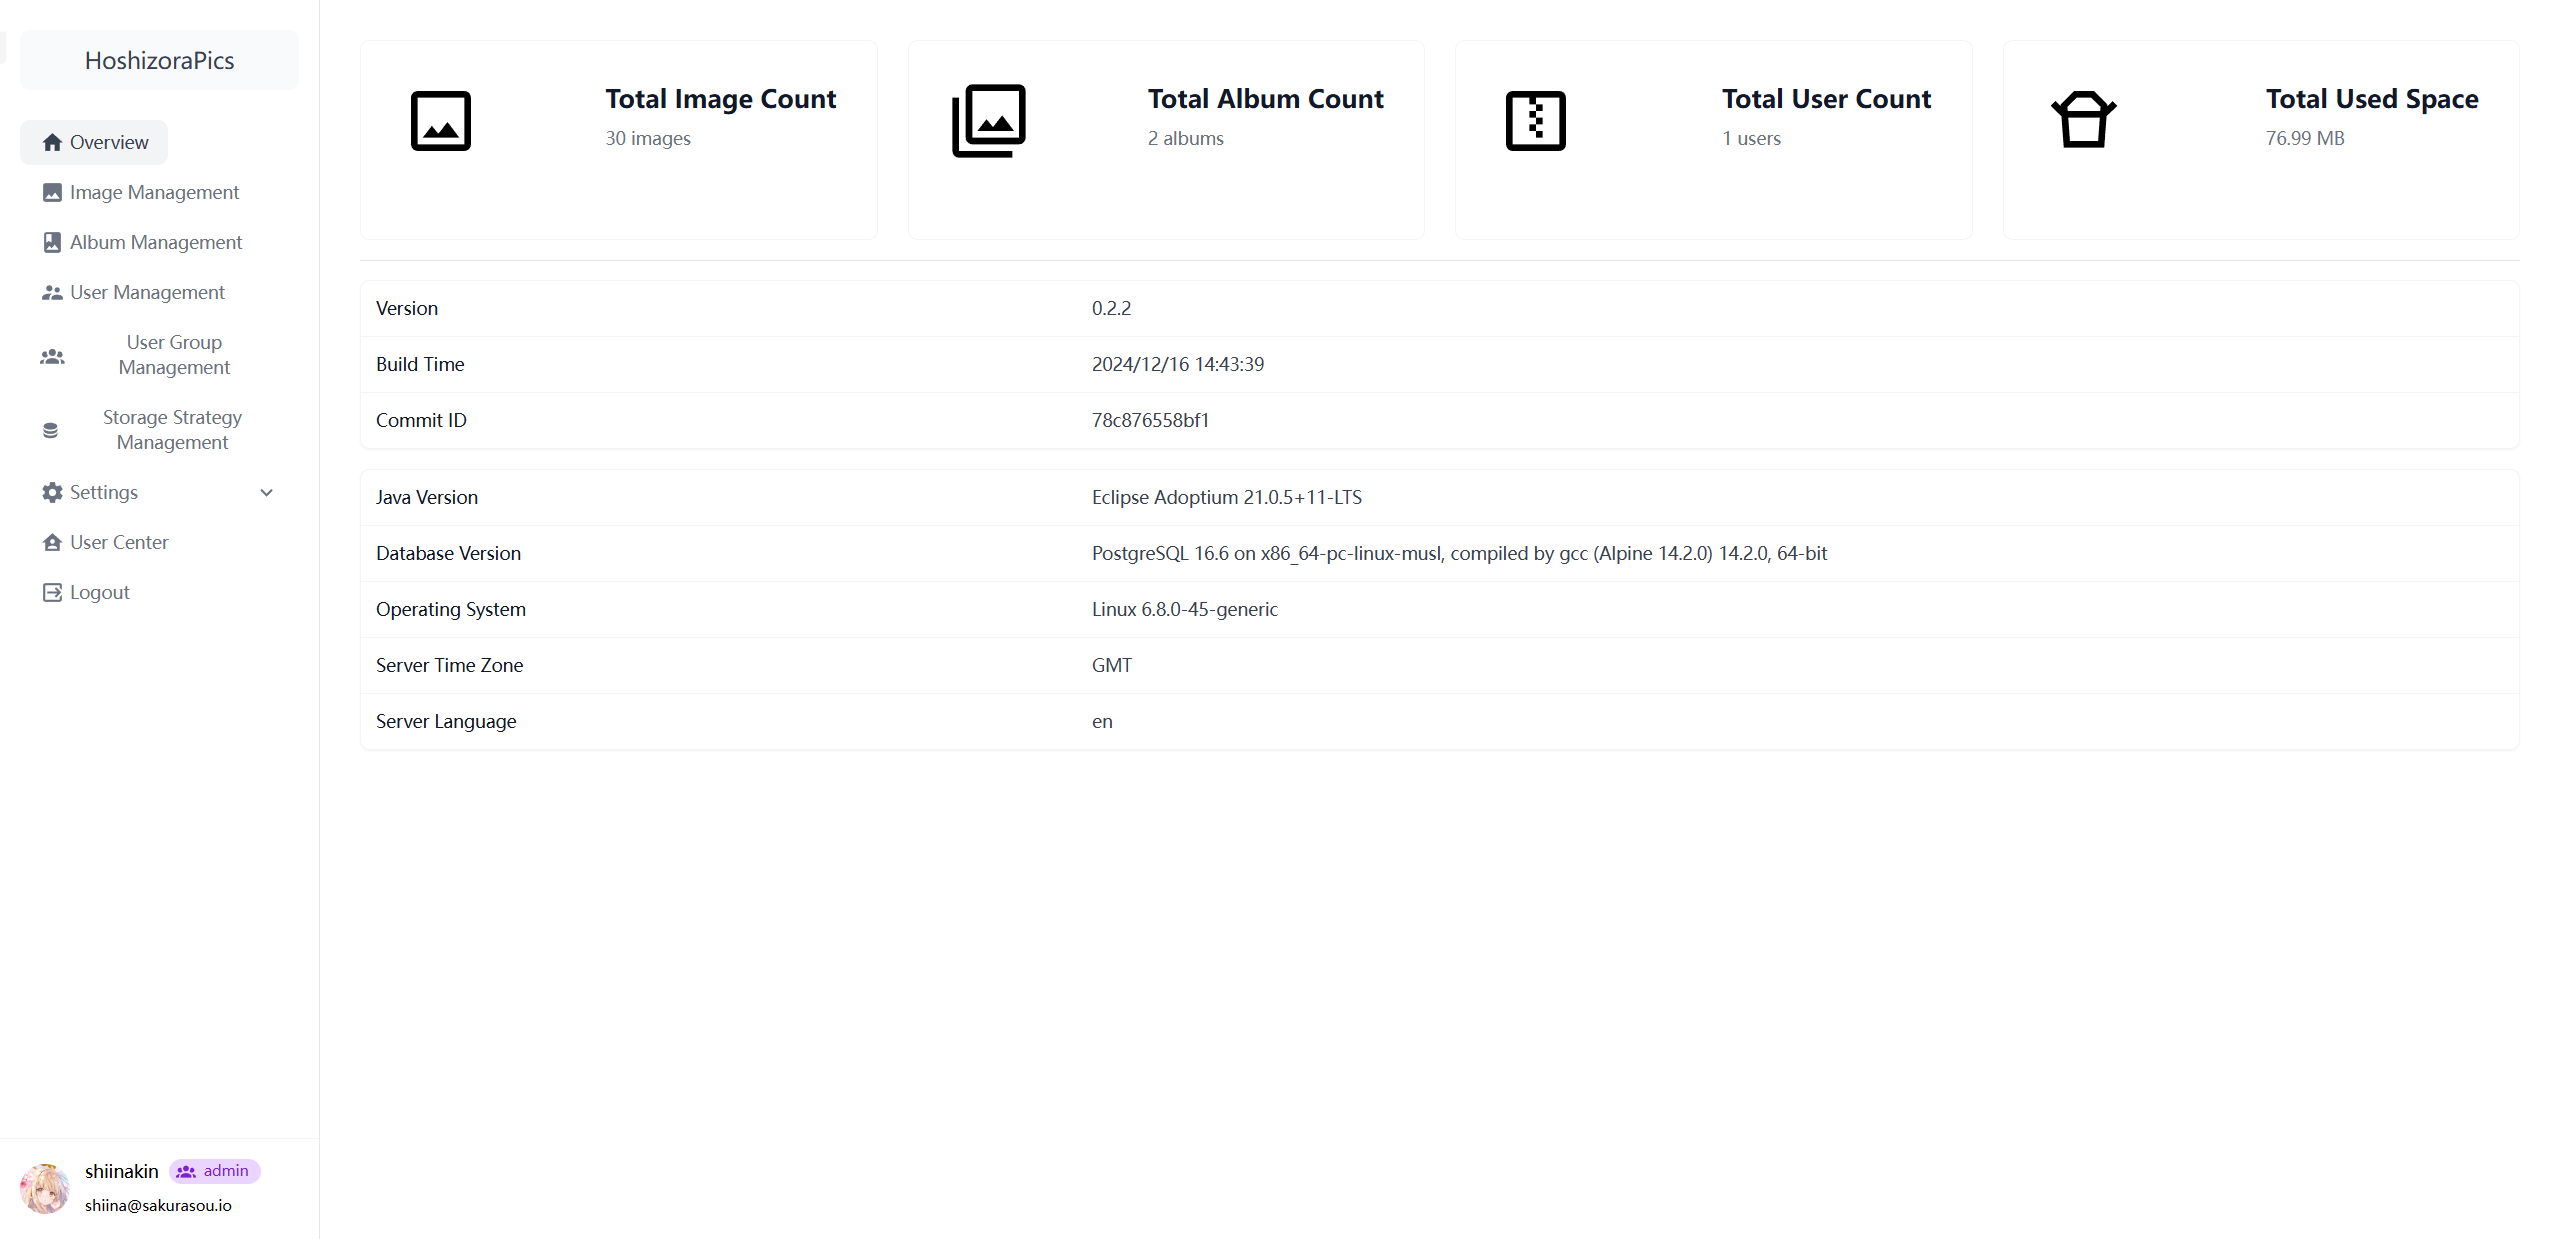 HoshizoraPics
Overview
Image Management
Album Management
User Management
User Group
Management
Storage Strategy
Management
Settings
User Center
Logout
shiinakin
admin
shiina@sakurasou.io
Total Image Count
30 images
Total Album Count
2 albums
Total User Count
1 users
Total Used Space
76.99 MB
Version 0.2.2
Build Time 2024/12/16 14:43:39
Commit ID 78c876558bf1
Java Version Eclipse Adoptium 21.0.5+11-LTS
Database Version PostgreSQL 16.6 on x86_64-pc-linux-musl, compiled by gcc (Alpine 14.2.0) 14.2.0, 64-bit
Operating System Linux 6.8.0-45-generic
Server Time Zone GMT
Server Language en